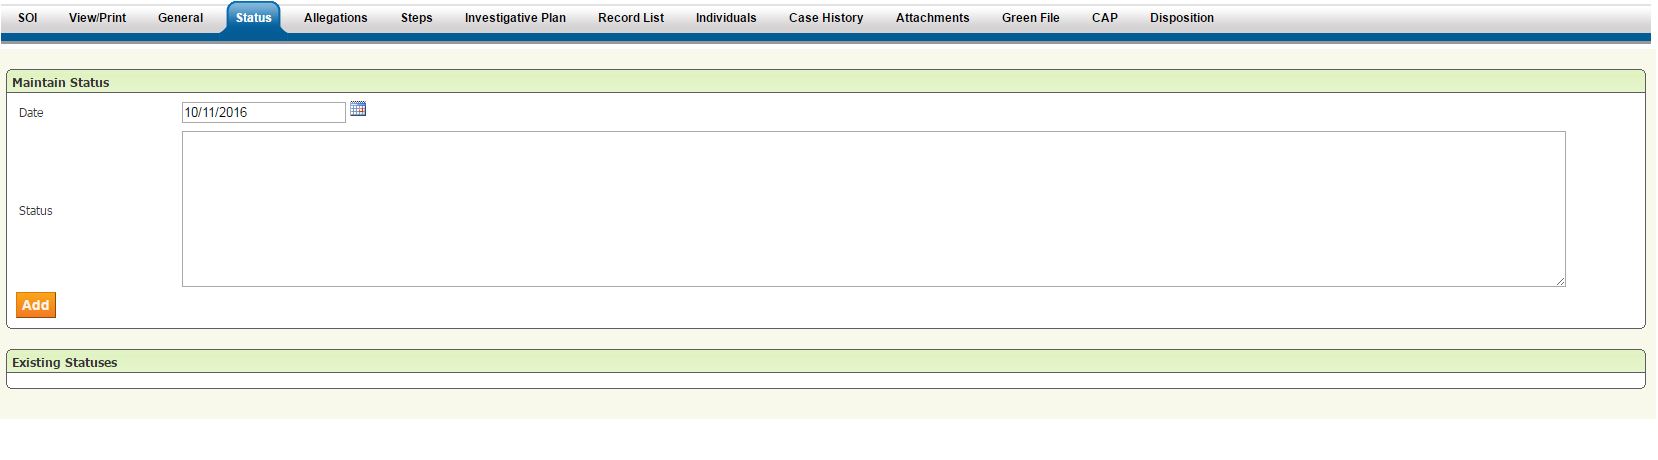 SOI View/Print General Status Allegations Steps Investigative Plan Record List Individuals Case History Attachments Green File CAP Disposition
Maintain Status
Date 10/11/2016
Status
Add
Existing Statuses